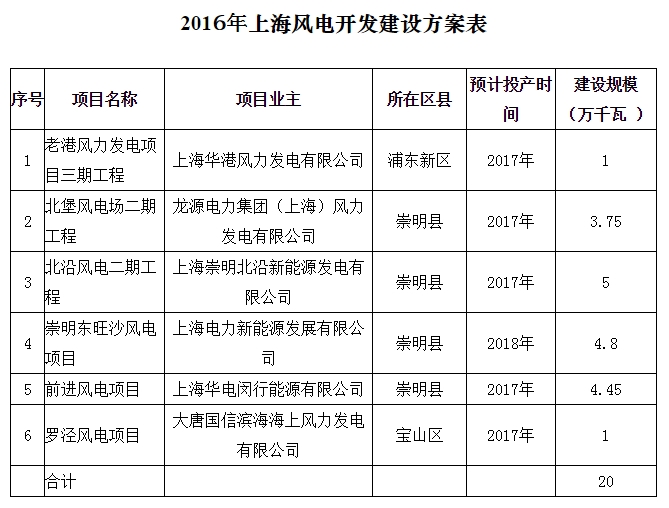 2016年上海风电开发建设方案表
序号 项目名称 项目业主 所在区县 预计投产时
间 建设规模
（万千瓦 ）
1 老港风力发电项
目三期工程 上海华港风力发电有限公司 浦东新区 2017年 1
2 北堡风电场二期
工程 龙源电力集团（上海）风力
发电有限公司 崇明县 2017年 3.75
3 北沿风电二期工
程 上海崇明北沿新能源发电有
限公司 崇明县 2017年 5
4 崇明东旺沙风电
项目 上海电力新能源发展有限公
司 崇明县 2018年 4.8
5 前进风电项目 上海华电闵行能源有限公司 崇明县 2017年 4.45
6 罗泾风电项目 大唐国信滨海海上风力发电
有限公司 宝山区 2017年 1
合计 20